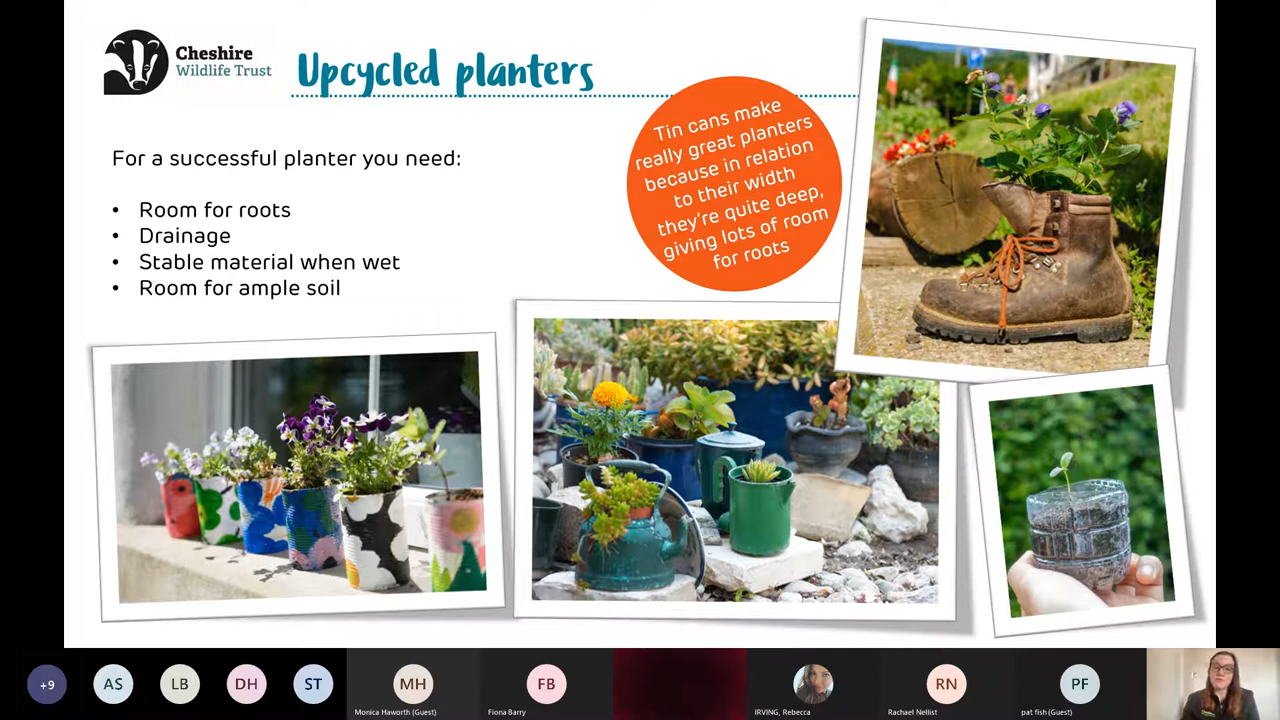 Cheshire
Wildlife Trust
Upcycled planters
For a successful planter you need:
• Room for roots
• Drainage
• Stable material when wet
• Room for ample soil
Tin cans make
really great planters
because in relation
to their width
they're quite deep,
giving lots of room
for roots
+9
AS
LB
DH
ST
MH
Monica Haworth (Guest)
FB
Fiona Barry
IRVING, Rebecca
RN
Rachael Nellist
PF
pat fish (Guest)